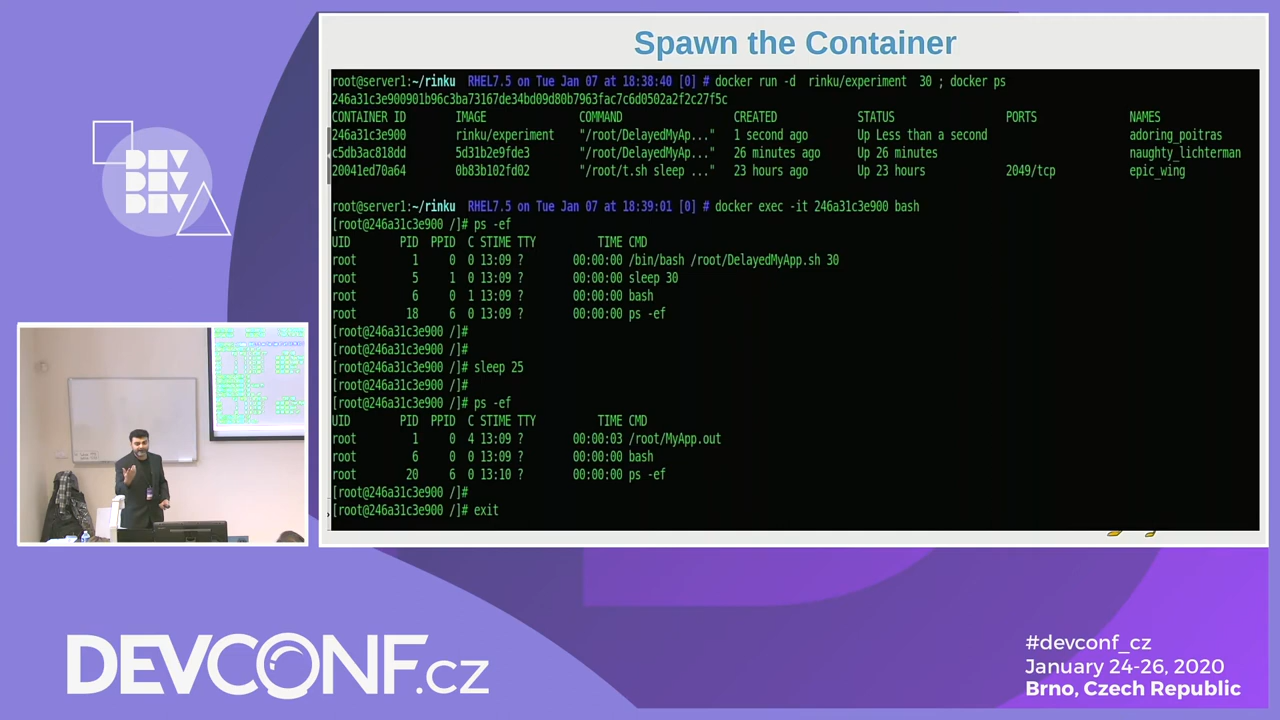 Spawn the Container
root@server1:~/rinku RHEL7.5 on Tue Jan 07 at 18:38:40 [0] # docker run -d rinku/experiment 30 ; docker ps
246a31c3e900901b96c3ba73167de34bd09d80b7963fac7c6d0502a2f2c27f5c
CONTAINER ID IMAGE COMMAND CREATED STATUS PORTS NAMES
246a31c3e900 rinku/experiment "/root/DelayedMyAp..." 1 second ago Up Less than a second adoring_poitras
c5db3ac818dd 5d31b2e9fde3 "/root/DelayedMyAp..." 26 minutes ago Up 26 minutes naughty_lichterman
20041ed70a64 0b83b102fd02 "/root/t.sh sleep ..." 23 hours ago Up 23 hours 2049/tcp epic_wing
root@server1:~/rinku RHEL7.5 on Tue Jan 07 at 18:39:01 [0] # docker exec -it 246a31c3e900 bash
[root@246a31c3e900 /]# ps -ef
UID PID PPID C STIME TTY TIME CMD
root 1 0 0 13:09 ? 00:00:00 /bin/bash /root/DelayedMyApp.sh 30
root 5 1 0 13:09 ? 00:00:00 sleep 30
root 6 0 1 13:09 ? 00:00:00 bash
root 18 6 0 13:09 ? 00:00:00 ps -ef
[root@246a31c3e900 /]#
[root@246a31c3e900 /]#
[root@246a31c3e900 /]# sleep 25
[root@246a31c3e900 /]#
[root@246a31c3e900 /]# ps -ef
UID PID PPID C STIME TTY TIME CMD
root 1 0 4 13:09 ? 00:00:03 /root/MyApp.out
root 6 0 0 13:09 ? 00:00:00 bash
root 20 6 0 13:10 ? 00:00:00 ps -ef
[root@246a31c3e900 /]#
[root@246a31c3e900 /]# exit
DEV
DEV
DEV
DEVCONF.cz
#devconf_cz
January 24-26, 2020
Brno, Czech Republic